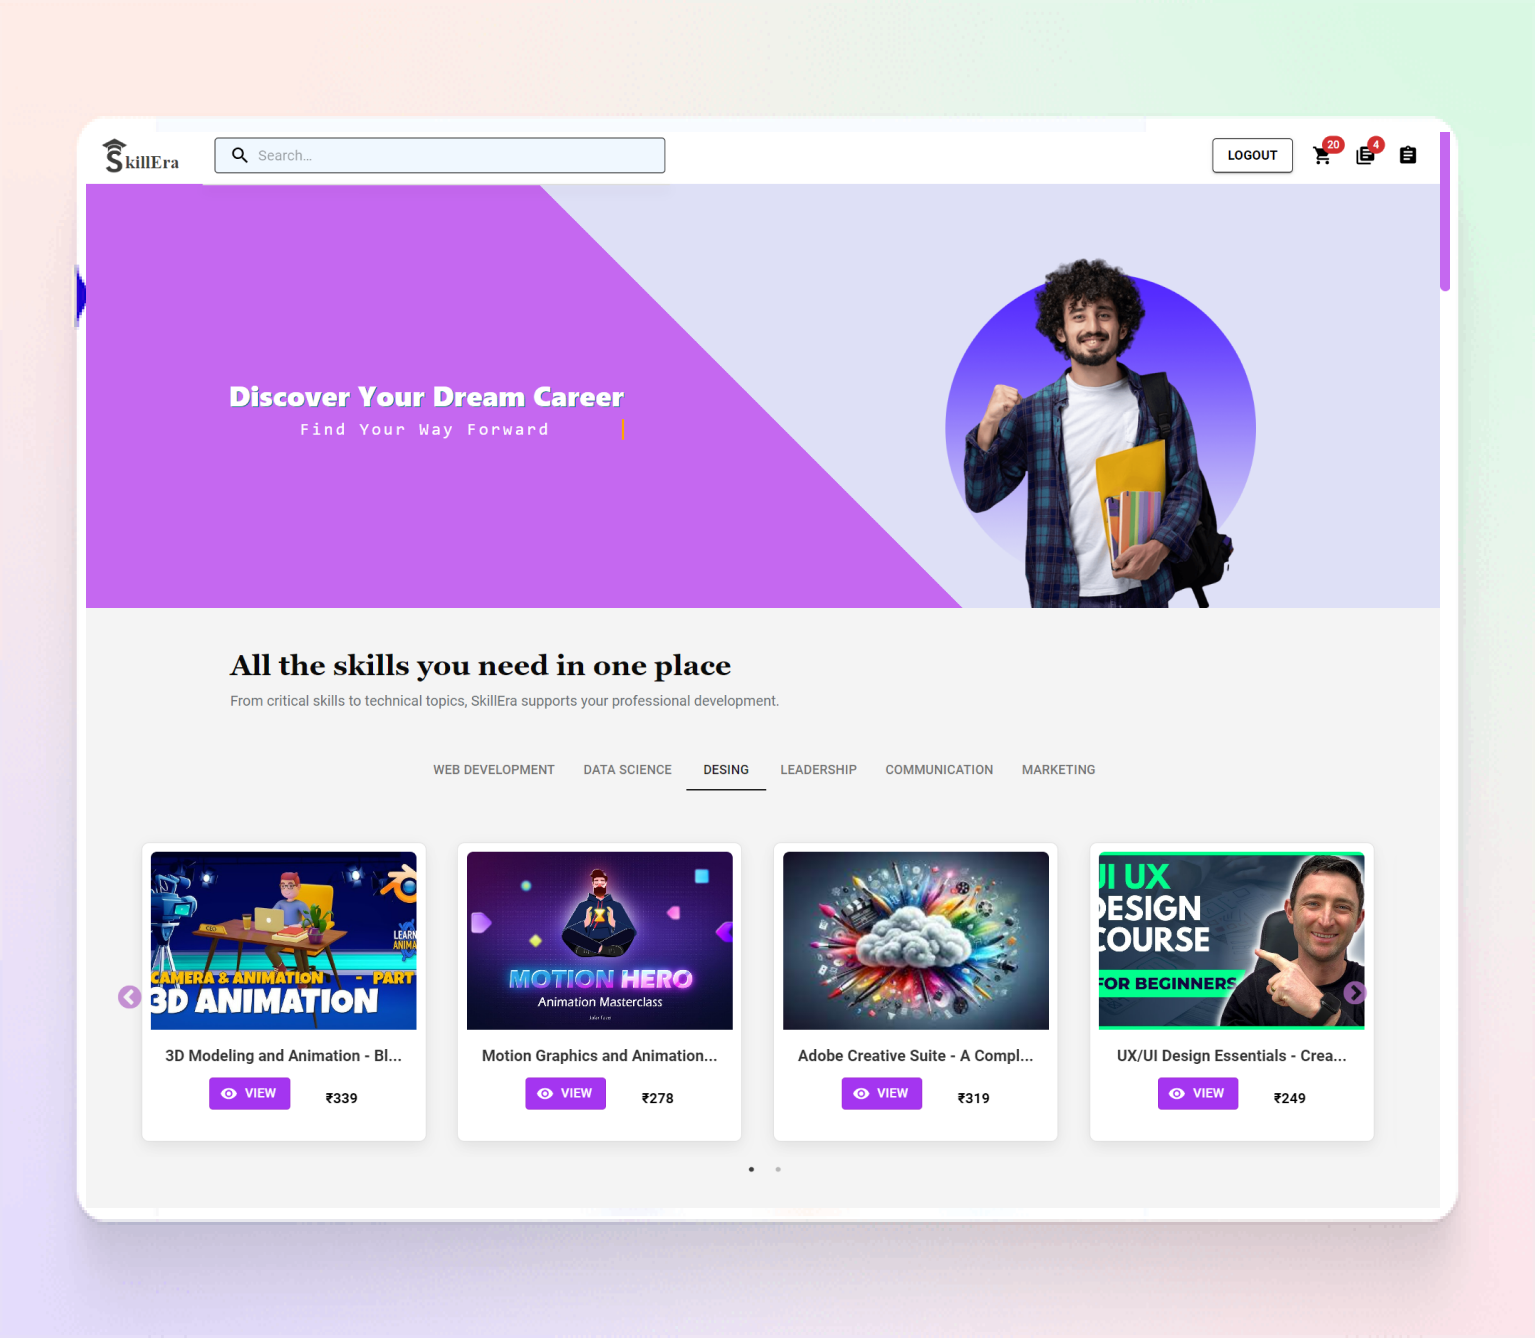 SkillEra
Search...
LOGOUT
20
4
Discover Your Dream Career
Find Your Way Forward
All the skills you need in one place
From critical skills to technical topics, SkillEra supports your professional development.
WEB DEVELOPMENT DATA SCIENCE DESING LEADERSHIP COMMUNICATION MARKETING
CEO
LEARN
ANIMA
CAMERA & ANIMATION - PART
3D ANIMATION
MOTION HERO
Animation Masterclass
UI UX
DESIGN
COURSE
FOR BEGINNERS
3D Modeling and Animation - Bl...
VIEW ₹339
Motion Graphics and Animation...
VIEW ₹278
Adobe Creative Suite - A Compl...
VIEW ₹319
UX/UI Design Essentials - Crea...
VIEW ₹249